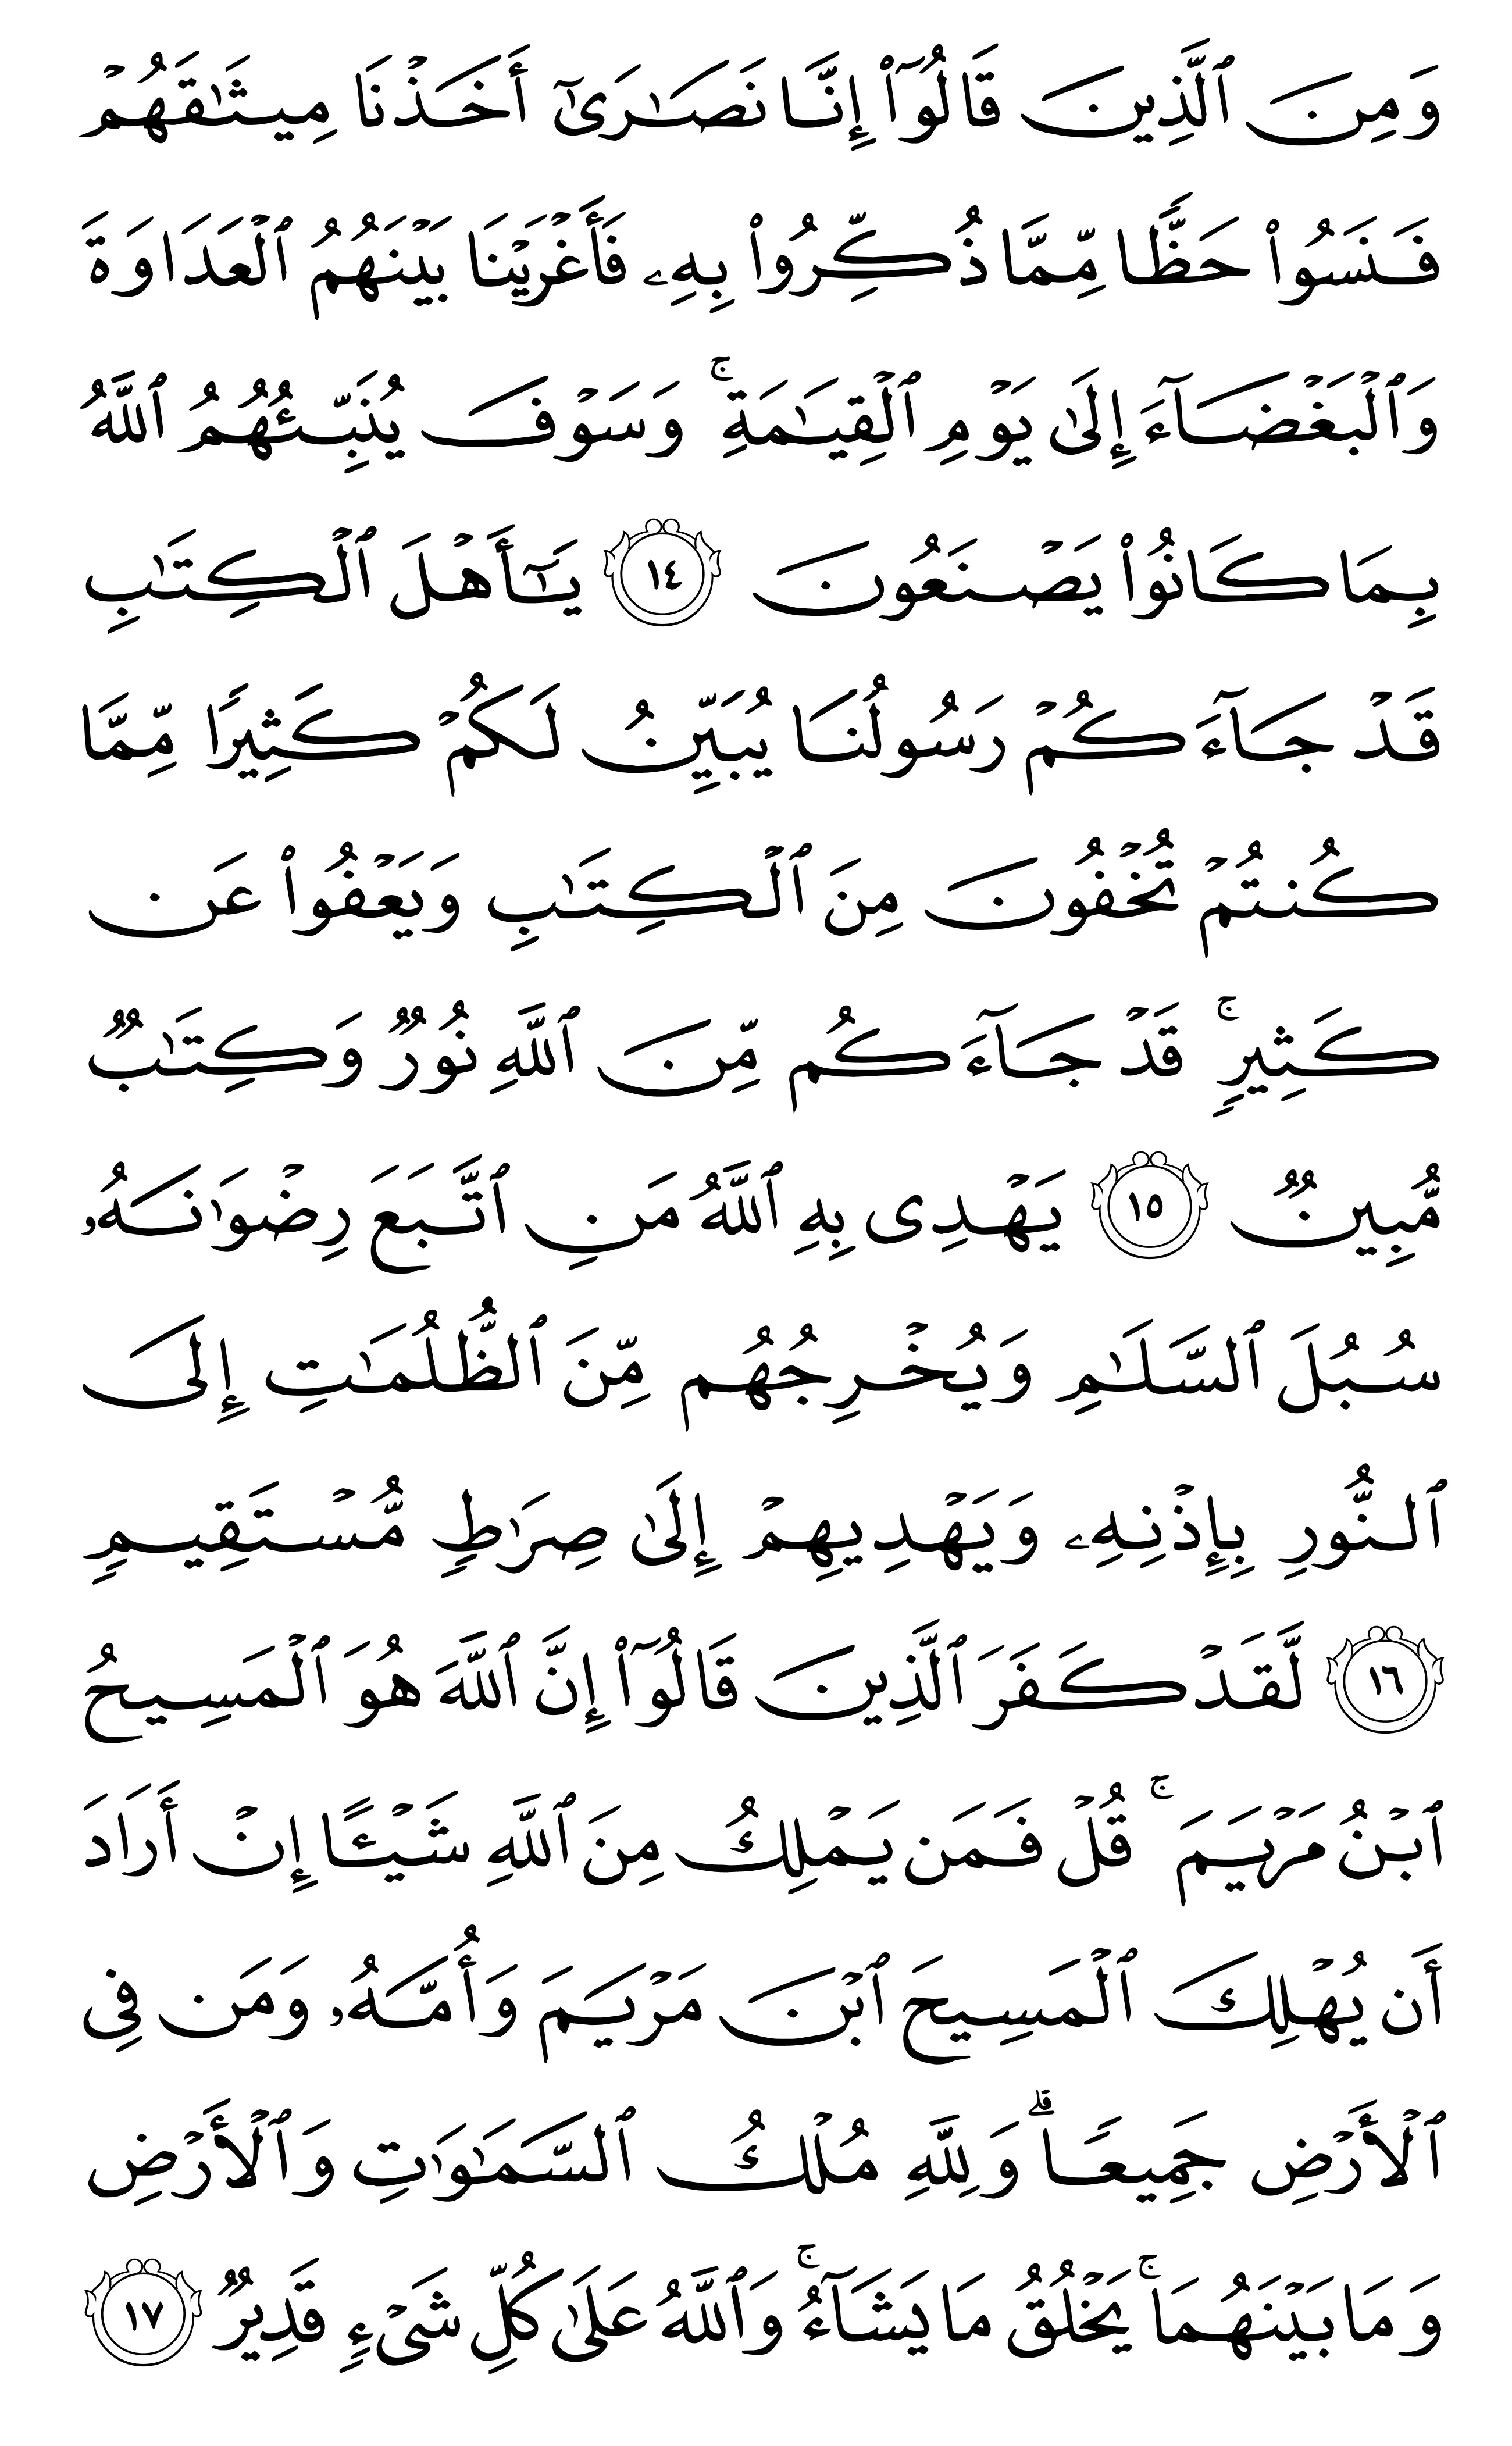 وَمِنَ ٱلَّذِينَ قَالُوٓا۟ إِنَّا نَصَـٰرَىٰٓ أَخَذْنَا مِيثَـٰقَهُمْ
فَنَسُوا۟ حَظًّا مِّمَّا ذُكِّرُوا۟ بِهِۦ فَأَغْرَيْنَا بَيْنَهُمُ ٱلْعَدَاوَةَ
وَٱلْبَغْضَآءَ إِلَىٰ يَوْمِ ٱلْقِيَـٰمَةِ ۚ وَسَوْفَ يُنَبِّئُهُمُ ٱللَّهُ
بِمَا كَانُوا۟ يَصْنَعُونَ ١٤ يَـٰٓأَهْلَ ٱلْكِتَـٰبِ
قَدْ جَآءَكُمْ رَسُولُنَا يُبَيِّنُ لَكُمْ كَثِيرًا مِّمَّا
كُنتُمْ تُخْفُونَ مِنَ ٱلْكِتَـٰبِ وَيَعْفُوا۟ عَن
كَثِيرٍ ۚ قَدْ جَآءَكُم مِّنَ ٱللَّهِ نُورٌ وَكِتَـٰبٌ
مُّبِينٌ ١٥ يَهْدِى بِهِ ٱللَّهُ مَنِ ٱتَّبَعَ رِضْوَٰنَهُۥ
سُبُلَ ٱلسَّلَـٰمِ وَيُخْرِجُهُم مِّنَ ٱلظُّلُمَـٰتِ إِلَى
ٱلنُّورِ بِإِذْنِهِۦ وَيَهْدِيهِمْ إِلَىٰ صِرَٰطٍ مُّسْتَقِيمٍ
١٦ لَّقَدْ كَفَرَ ٱلَّذِينَ قَالُوٓا۟ إِنَّ ٱللَّهَ هُوَ ٱلْمَسِيحُ
ٱبْنُ مَرْيَمَ ۚ قُلْ فَمَن يَمْلِكُ مِنَ ٱللَّهِ شَيْـًٔا إِنْ أَرَادَ
أَن يُهْلِكَ ٱلْمَسِيحَ ٱبْنَ مَرْيَمَ وَأُمَّهُۥ وَمَن فِى
ٱلْأَرْضِ جَمِيعًا ۗ وَلِلَّهِ مُلْكُ ٱلسَّمَـٰوَٰتِ وَٱلْأَرْضِ
وَمَا بَيْنَهُمَا ۚ يَخْلُقُ مَا يَشَآءُ ۚ وَٱللَّهُ عَلَىٰ كُلِّ شَىْءٍ قَدِيرٌ ١٧